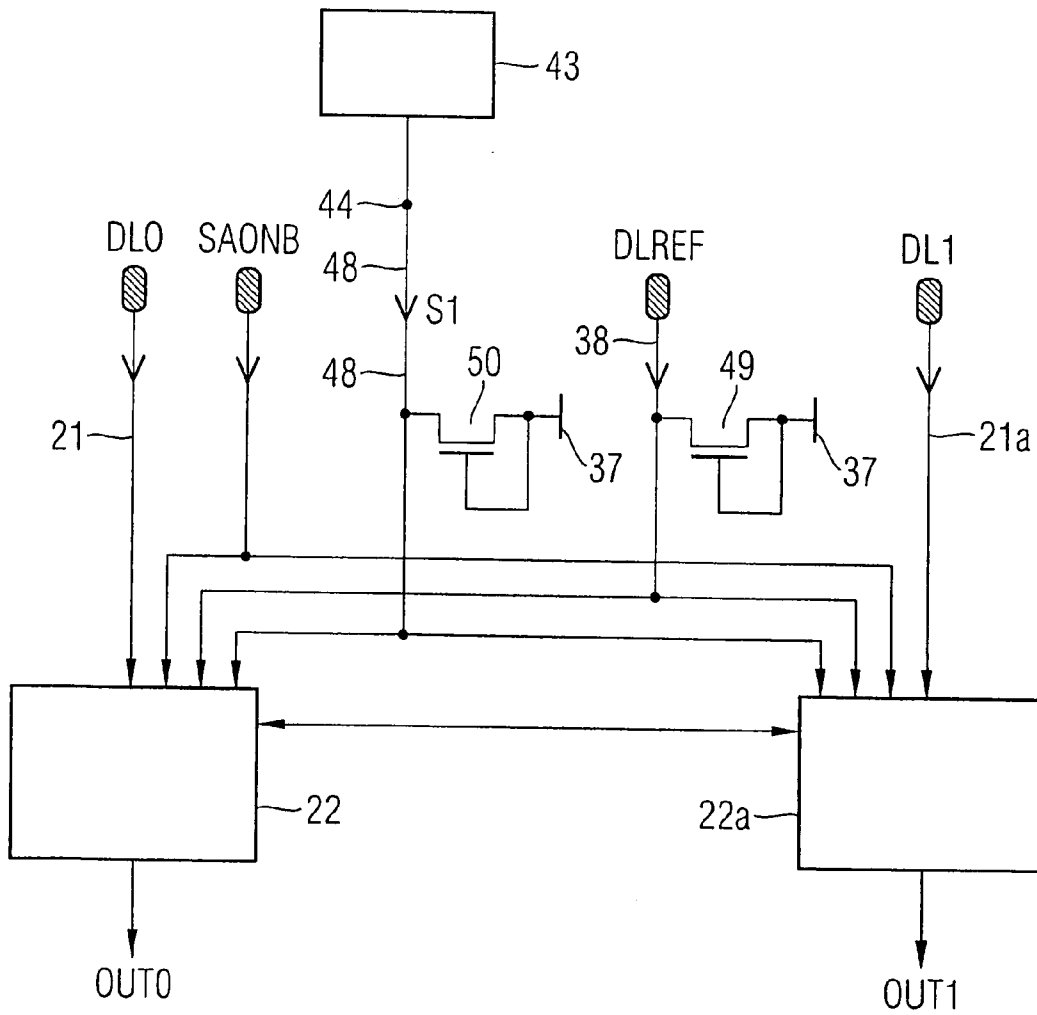 43
44
DL0
SAONB
48
DLREF
DL1
S1
38
48
50
49
21
37
37
21a
22
22a
OUT0
OUT1